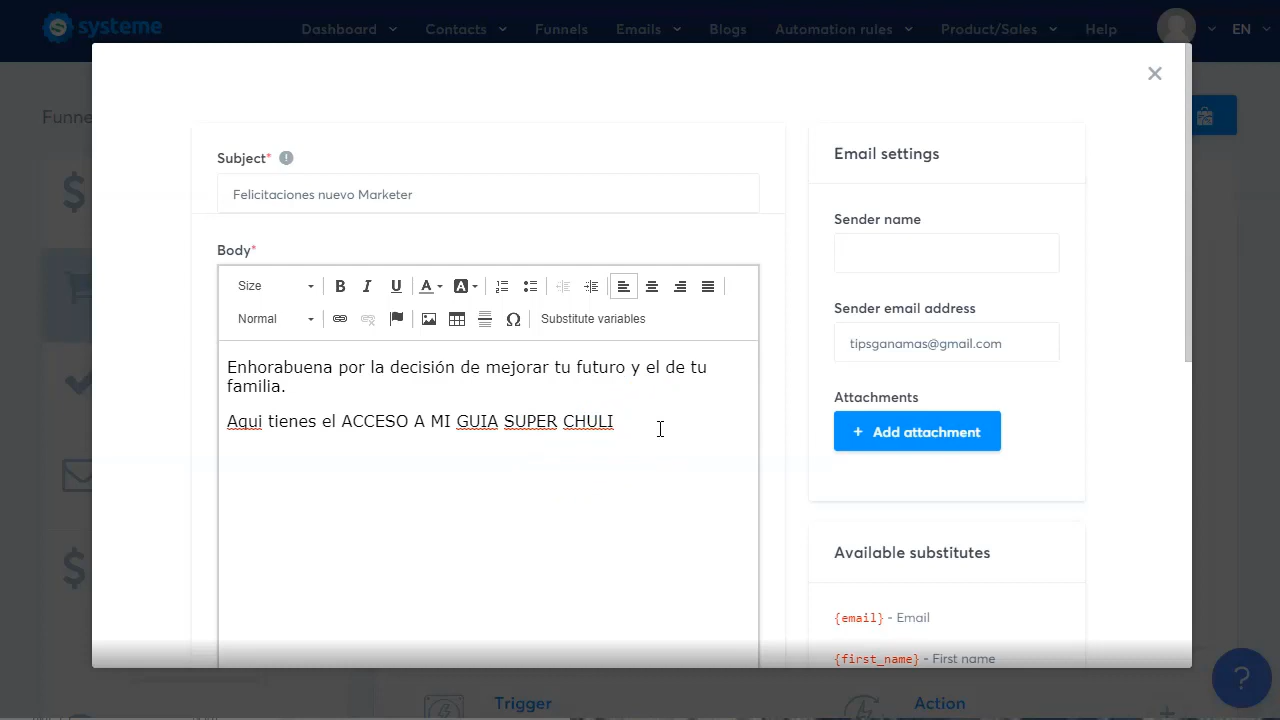 systeme
Dashboard
Contacts
Funnels
Emails
Blogs
Automation rules
Product/Sales
Help
EN
Funne
Subject*
Felicitaciones nuevo Marketer
Body*
Size
B I U A A
Normal
Substitute variables
Enhorabuena por la decisión de mejorar tu futuro y el de tu
familia.
Aqui tienes el ACCESO A MI GUIA SUPER CHULI
Email settings
Sender name
Sender email address
tipsganamas@gmail.com
Attachments
+ Add attachment
Available substitutes
{email} - Email
{first_name} - First name
Trigger
Action
?